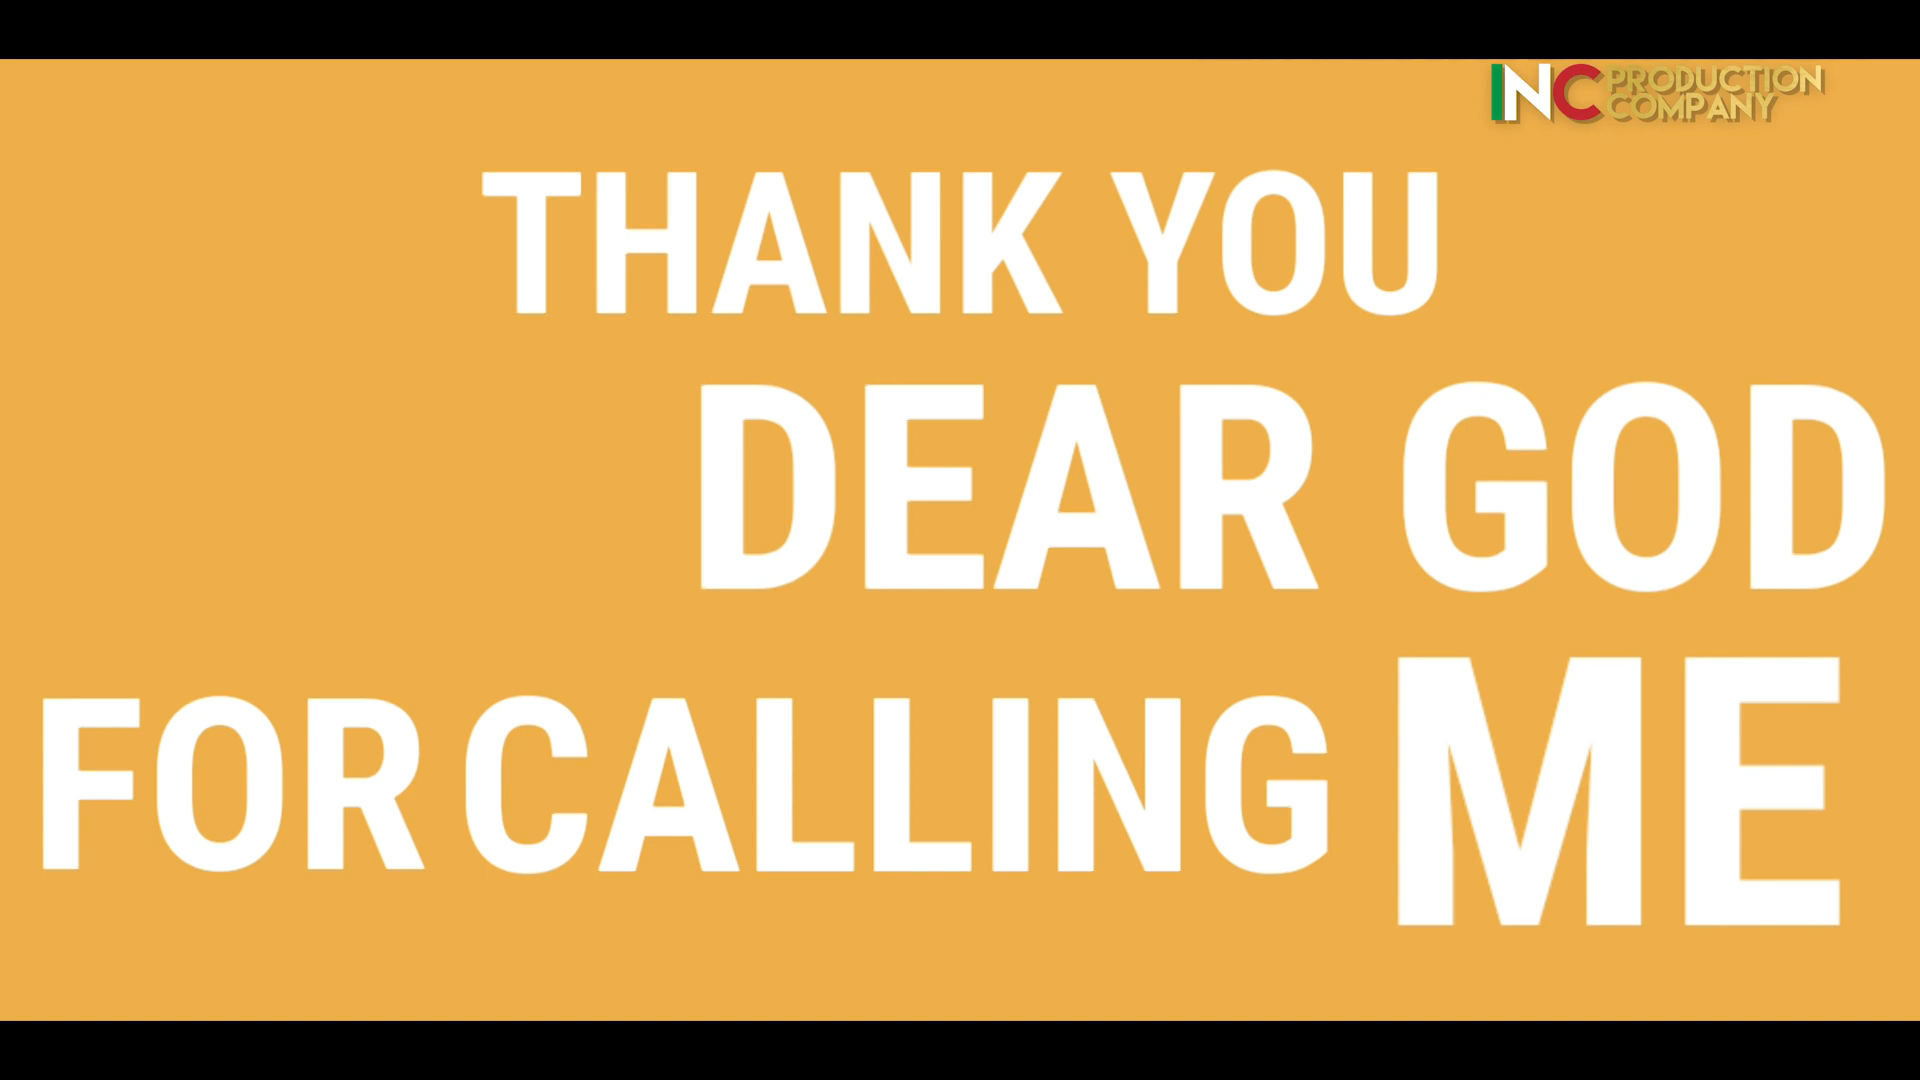 INC PRODUCTION
COMPANY
THANK YOU
DEAR GOD
FOR CALLING ME